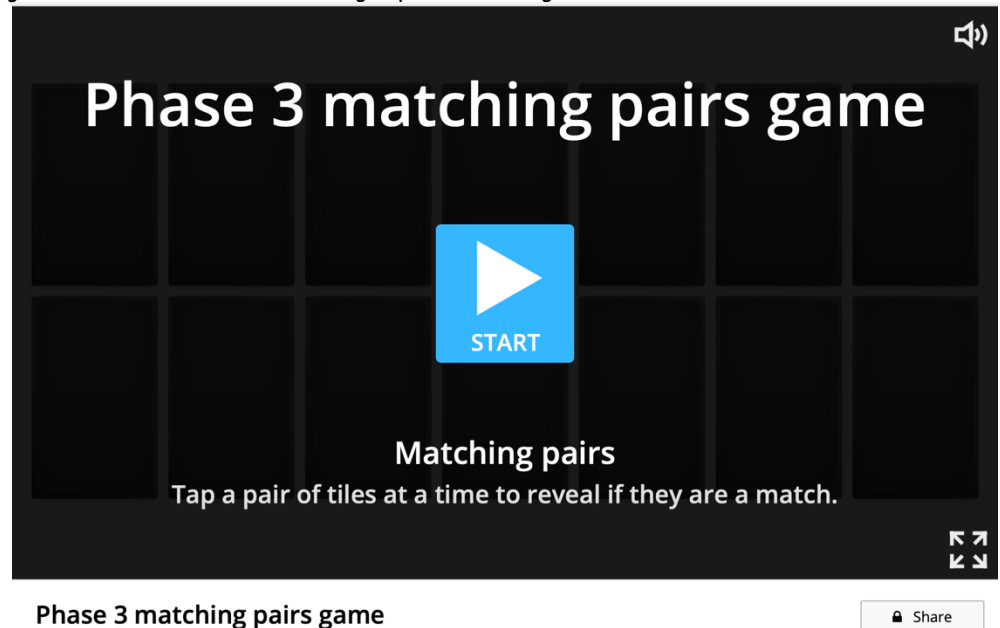 Phase 3 matching pairs game
START
Matching pairs
Tap a pair of tiles at a time to reveal if they are a match.
Phase 3 matching pairs game
Share